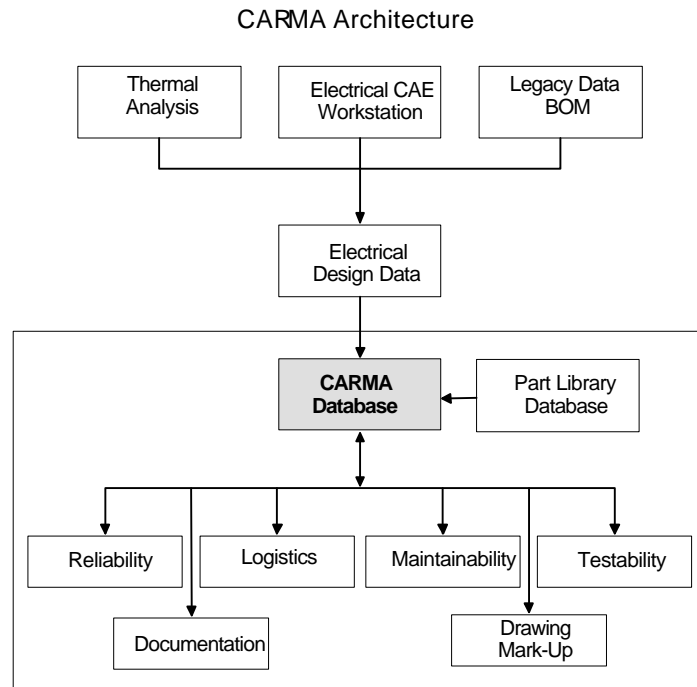 CARMA Architecture
Thermal
Analysis
Electrical CAE
Workstation
Legacy Data
BOM
Electrical
Design Data
CARMA
Database
Part Library
Database
Reliability
Logistics
Maintainability
Testability
Documentation
Drawing
Mark-Up